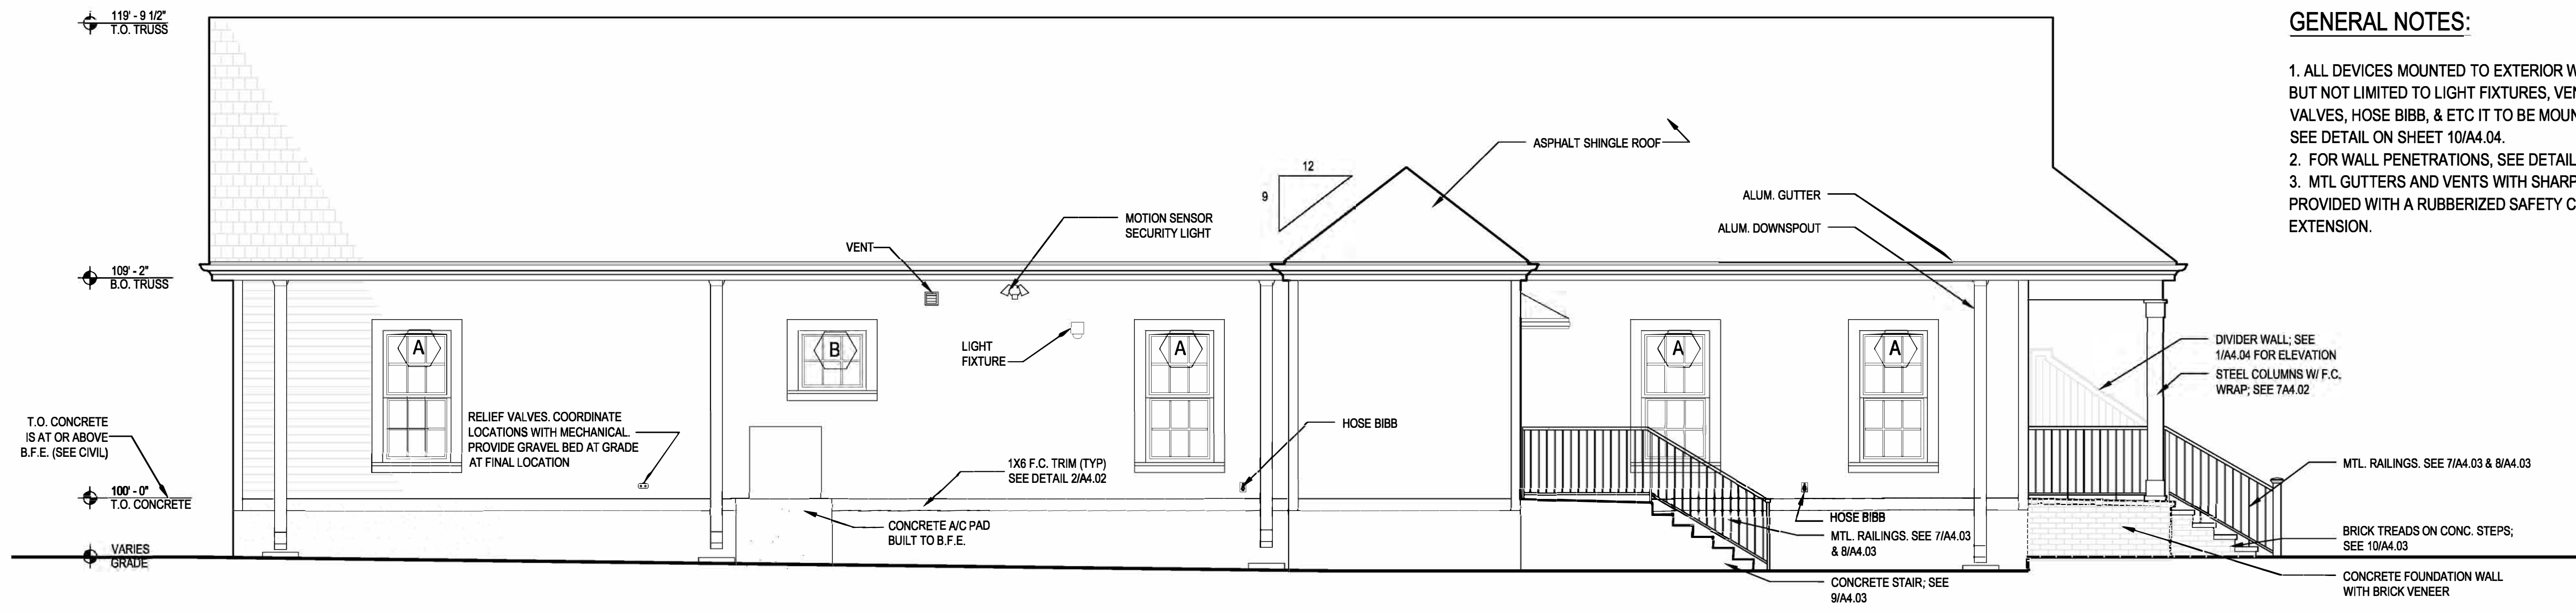 119' - 9 1/2"
T.O. TRUSS
109' - 2"
B.O. TRUSS
T.O. CONCRETE
IS AT OR ABOVE
B.F.E. (SEE CIVIL)
100' - 0"
T.O. CONCRETE
VARIES
GRADE
A
RELIEF VALVES. COORDINATE
LOCATIONS WITH MECHANICAL.
PROVIDE GRAVEL BED AT GRADE
AT FINAL LOCATION
VENT
B
MOTION SENSOR
SECURITY LIGHT
LIGHT
FIXTURE
1X6 F.C. TRIM (TYP)
SEE DETAIL 2/A4.02
CONCRETE A/C PAD
BUILT TO B.F.E.
A
12
9
HOSE BIBB
ASPHALT SHINGLE ROOF
ALUM. GUTTER
ALUM. DOWNSPOUT
A
A
HOSE BIBB
MTL. RAILINGS. SEE 7/A4.03
& 8/A4.03
CONCRETE STAIR; SEE
9/A4.03
DIVIDER WALL; SEE
1/A4.04 FOR ELEVATION
STEEL COLUMNS W/ F.C.
WRAP; SEE 7A4.02
MTL. RAILINGS. SEE 7/A4.03 & 8/A4.03
BRICK TREADS ON CONC. STEPS;
SEE 10/A4.03
CONCRETE FOUNDATION WALL
WITH BRICK VENEER
GENERAL NOTES:
1. ALL DEVICES MOUNTED TO EXTERIOR
BUT NOT LIMITED TO LIGHT FIXTURES,
VALVES, HOSE BIBB, & ETC IT TO BE
SEE DETAIL ON SHEET 10/A4.04.
2. FOR WALL PENETRATIONS, SEE DETAIL
3. MTL GUTTERS AND VENTS WITH SHARP
PROVIDED WITH A RUBBERIZED SAFETY
EXTENSION.